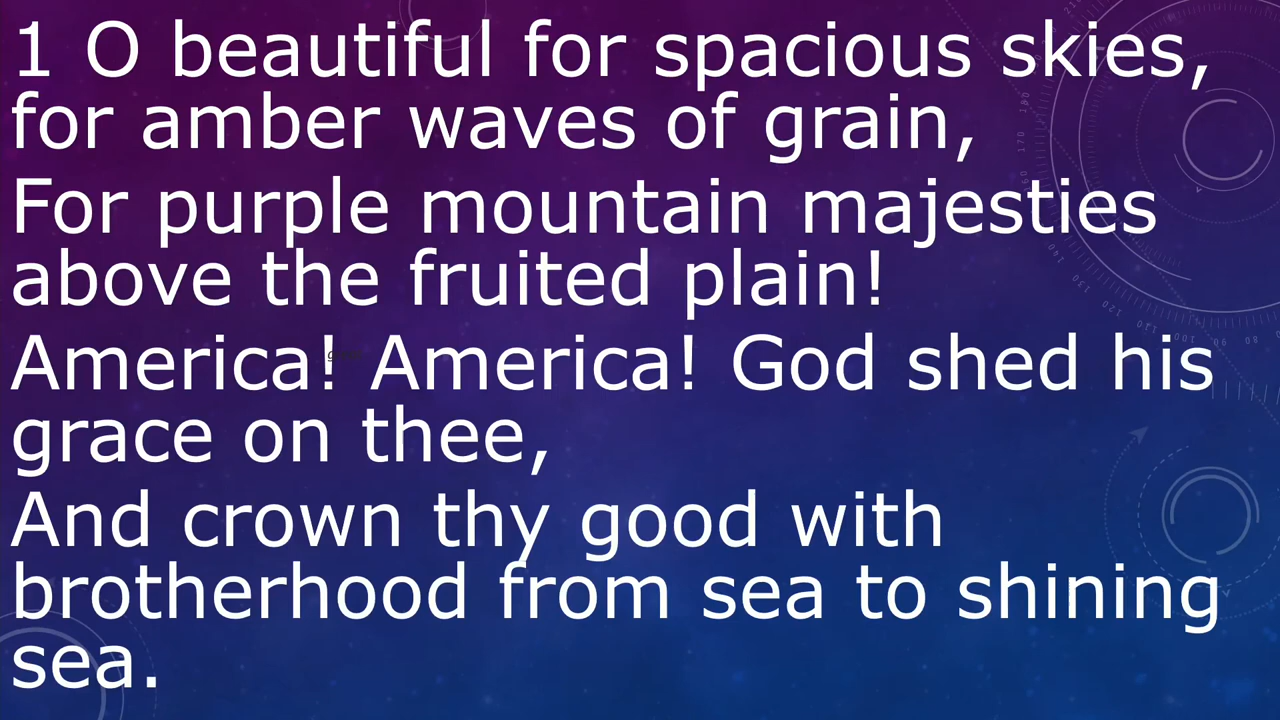 1 O beautiful for spacious skies,
for amber waves of grain,
For purple mountain majesties
above the fruited plain!
America! America! God shed his
grace on thee,
And crown thy good with
brotherhood from sea to shining
sea.